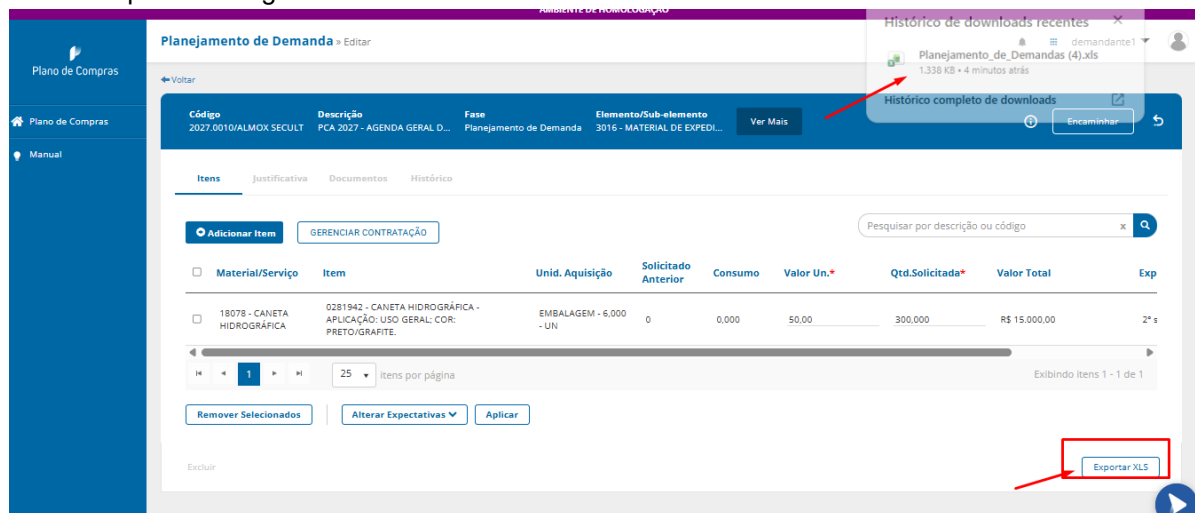 AMBIENTE DE HOMOLOGAÇÃO
Plano de Compras
Plano de Compras
Manual
Planejamento de Demanda » Editar
demandante1
Histórico de downloads recentes ×
Planejamento_de_Demandas (4).xls
1.338 KB • 4 minutos atrás
Histórico completo de downloads
Voltar
Código Descrição Fase Elemento/Sub-elemento
2027.0010/ALMOX SECULT PCA 2027 - AGENDA GERAL D... Planejamento de Demanda 3016 - MATERIAL DE EXPEDI...
Ver Mais
Encaminhar
Itens Justificativa Documentos Histórico
Adicionar Item GERENCIAR CONTRATAÇÃO
Pesquisar por descrição ou código x
Material/Serviço Item Unid. Aquisição Solicitado Anterior Consumo Valor Un.* Qtd.Solicitada* Valor Total Exp
18078 - CANETA HIDROGRÁFICA
0281942 - CANETA HIDROGRÁFICA -
APLICAÇÃO: USO GERAL; COR:
PRETO/GRAFITE.
EMBALAGEM - 6,000
- UN
0 0,000 50,00 300,000 R$ 15.000,00 2ª s
1 25 itens por página Exibindo itens 1 - 1 de 1
Remover Selecionados Alterar Expectativas Aplicar
Excluir Exportar XLS